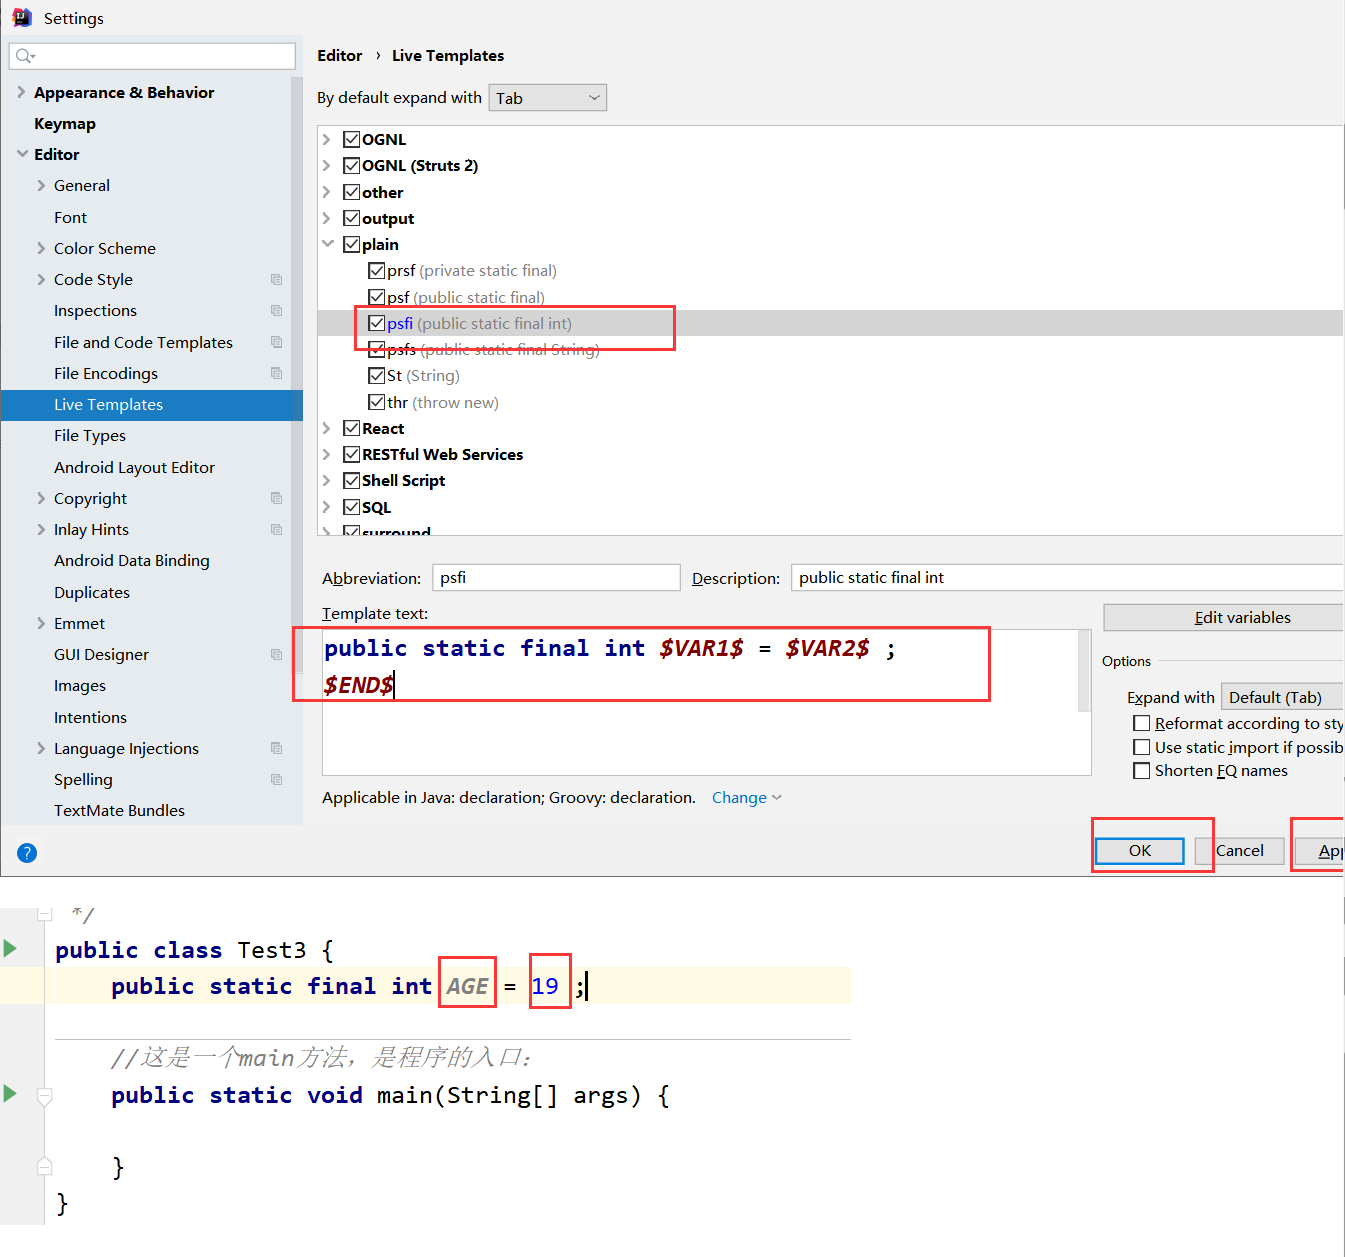 Settings
Appearance & Behavior
Keymap
Editor
General
Font
Color Scheme
Code Style
Inspections
File and Code Templates
File Encodings
Live Templates
File Types
Android Layout Editor
Copyright
Inlay Hints
Android Data Binding
Duplicates
Emmet
GUI Designer
Images
Intentions
Language Injections
Spelling
TextMate Bundles
?
Editor › Live Templates
By default expand with Tab
OGNL
OGNL (Struts 2)
other
output
plain
prsf (private static final)
psf (public static final)
psfi (public static final int)
psfs (public static final String)
St (String)
thr (throw new)
React
RESTful Web Services
Shell Script
SQL
surround
Abbreviation: psfi Description: public static final int
Template text:
public static final int $VAR1$ = $VAR2$ ;
$END$
Edit variables
Options
Expand with Default (Tab)
Reformat according to sty
Use static import if possib
Shorten FQ names
Applicable in Java: declaration; Groovy: declaration. Change
OK Cancel App
*/
public class Test3 {
public static final int AGE = 19 ;
//这是一个main方法，是程序的入口：
public static void main(String[] args) {
}
}